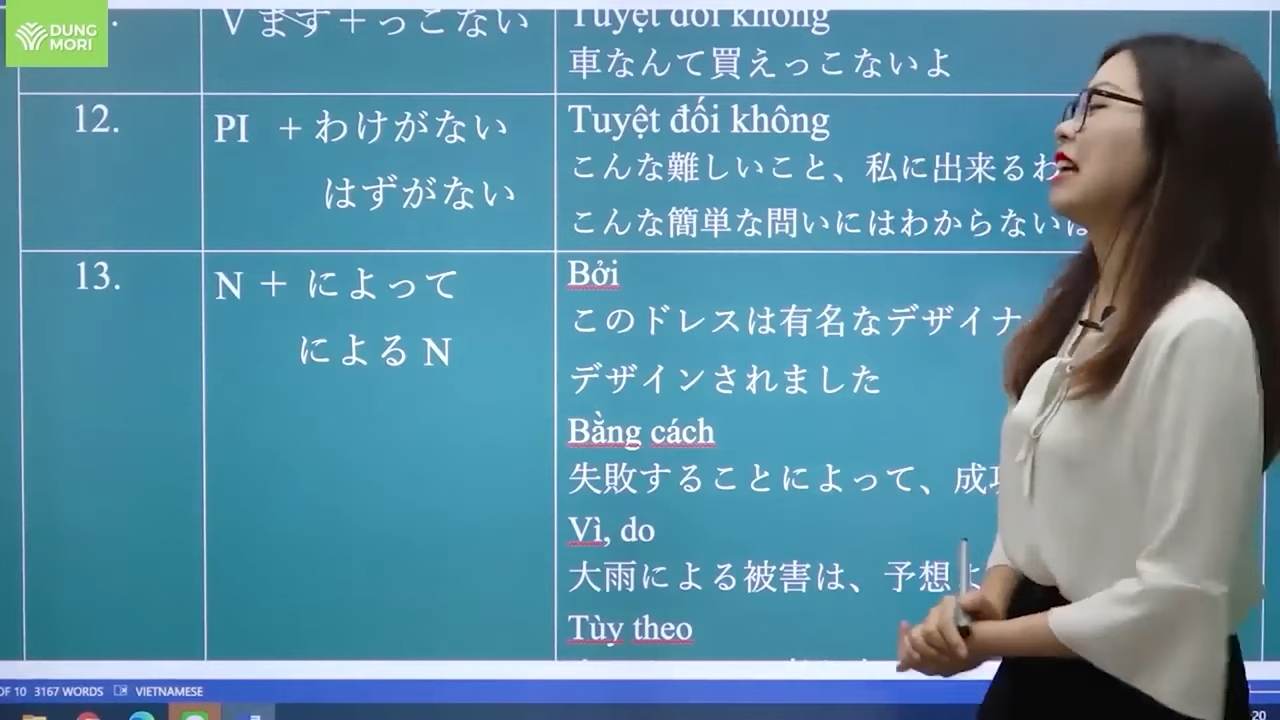 DUNG
MORI
Vます+っこない
Tuyệt đối không
車なんて買えっこないよ
12.
PI + わけがない
はずがない
Tuyệt đối không
こんな難しいこと、私に出来るわ
こんな簡単な問いにはわからない
13.
N + によって
による N
Bởi
このドレスは有名なデザイナ
デザインされました
Bằng cách
失敗することによって、成功
Vì, do
大雨による被害は、予想よ
Tùy theo
OF 10 3167 WORDS VIETNAMESE
20